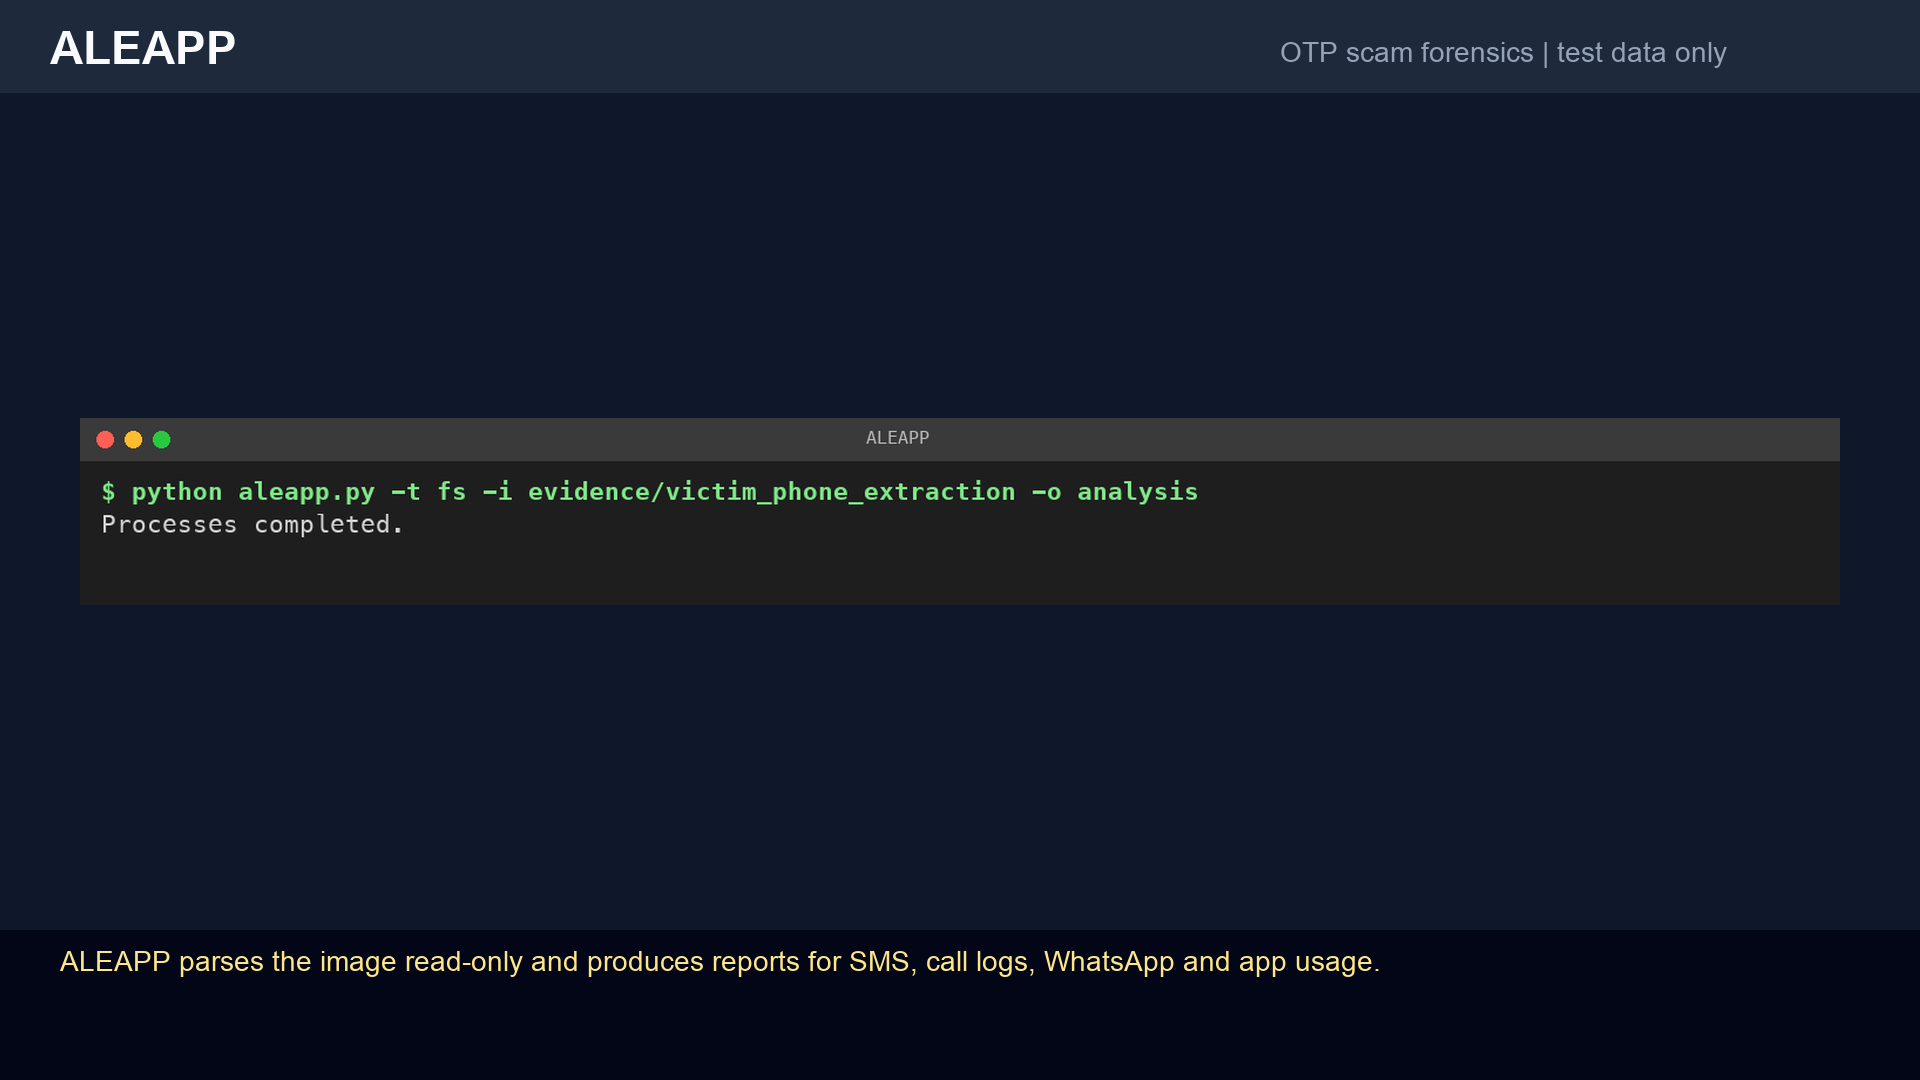 ALEAPP
OTP scam forensics | test data only
ALEAPP
$ python aleapp.py -t fs -i evidence/victim_phone_extraction -o analysis
Processes completed.
ALEAPP parses the image read-only and produces reports for SMS, call logs, WhatsApp and app usage.